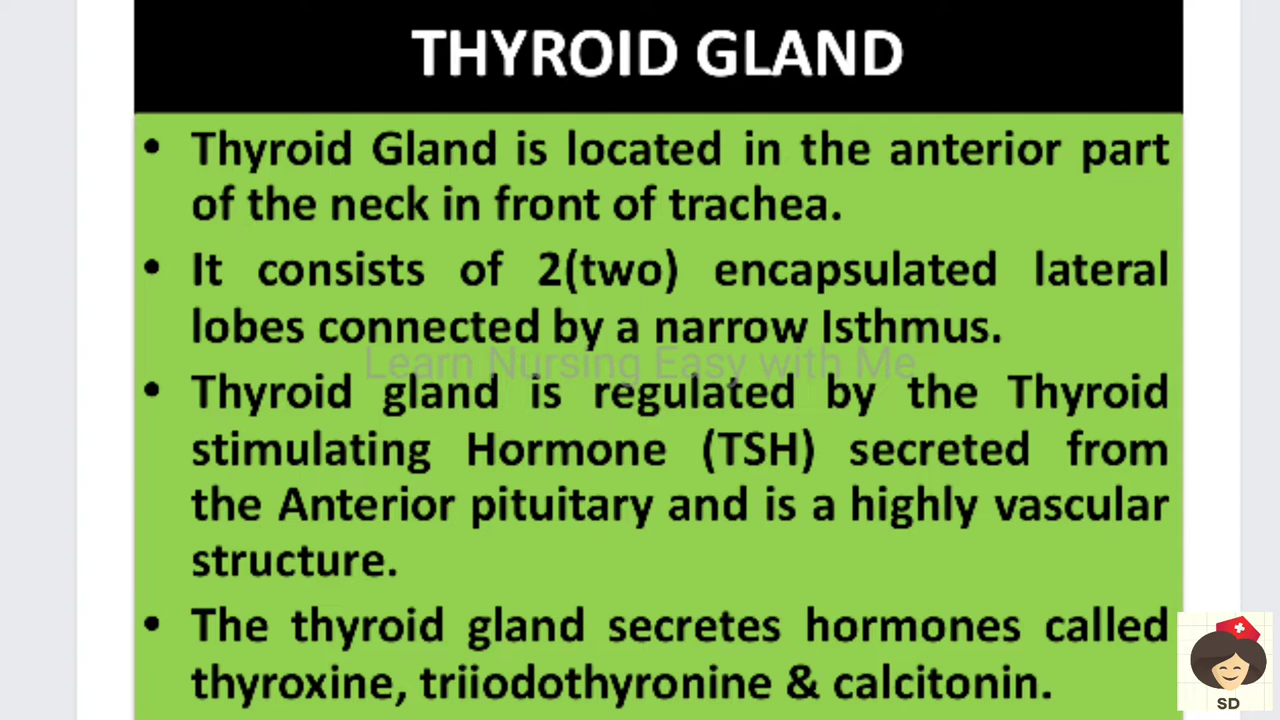 THYROID GLAND
• Thyroid Gland is located in the anterior part
of the neck in front of trachea.
• It consists of 2(two) encapsulated lateral
lobes connected by a narrow Isthmus.
Learn Nursing Easy with Me
• Thyroid gland is regulated by the Thyroid
stimulating Hormone (TSH) secreted from
the Anterior pituitary and is a highly vascular
structure.
• The thyroid gland secretes hormones called
thyroxine, triiodothyronine & calcitonin.
SD